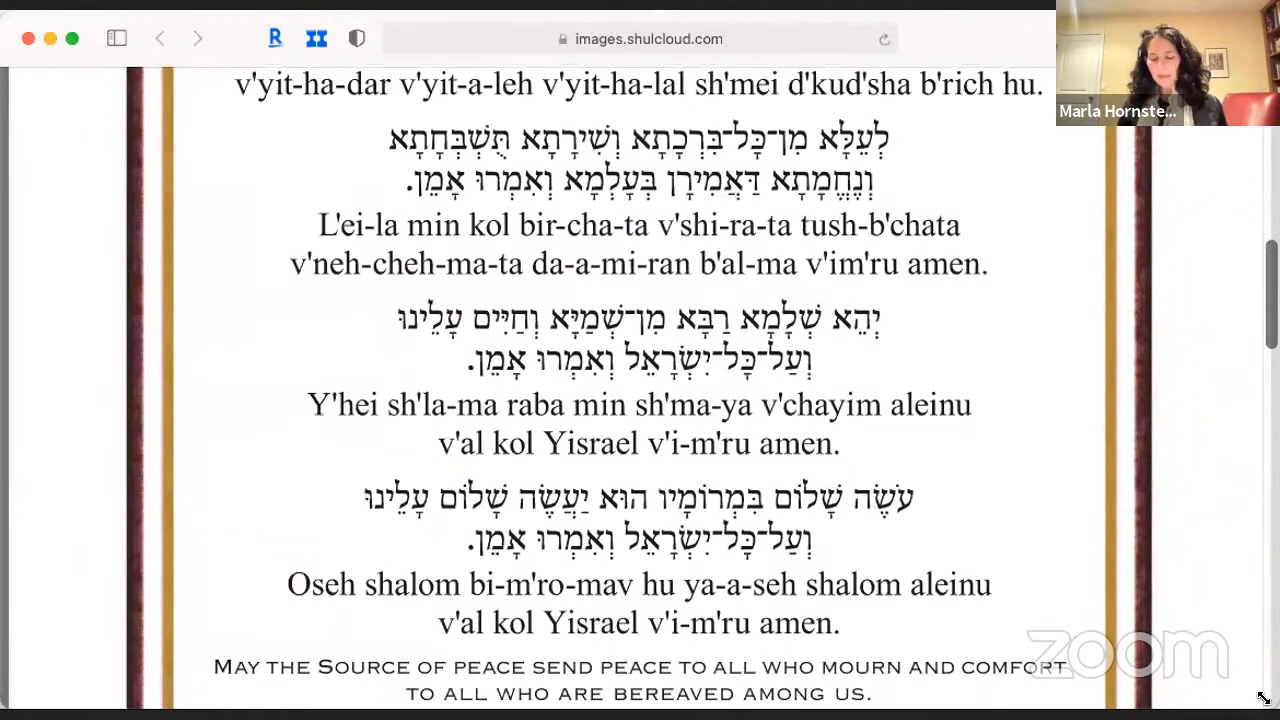 images.shulcloud.com
Marla Hornste...
v'yit-ha-dar v'yit-a-leh v'yit-ha-lal sh'mei d'kud'sha b'rich hu.
לְעֵלָּא מִן־כָּל־בִּרְכָתָא וְשִׁירָתָא תֻּשְׁבְּחָתָא
וְנֶחֱמָתָא דַּאֲמִירָן בְּעָלְמָא וְאִמְרוּ אָמֵן.
L'ei-la min kol bir-cha-ta v'shi-ra-ta tush-b'chata
v'neh-cheh-ma-ta da-a-mi-ran b'al-ma v'im'ru amen.
יְהֵא שְׁלָמָא רַבָּא מִן־שְׁמַיָּא וְחַיִּים עָלֵינוּ
וְעַל־כָּל־יִשְׂרָאֵל וְאִמְרוּ אָמֵן.
Y'hei sh'la-ma raba min sh'ma-ya v'chayim aleinu
v'al kol Yisrael v'i-m'ru amen.
עֹשֶׂה שָׁלוֹם בִּמְרוֹמָיו הוּא יַעֲשֶׂה שָׁלוֹם עָלֵינוּ
וְעַל־כָּל־יִשְׂרָאֵל וְאִמְרוּ אָמֵן.
Oseh shalom bi-m'ro-mav hu ya-a-seh shalom aleinu
v'al kol Yisrael v'i-m'ru amen.
MAY THE SOURCE OF PEACE SEND PEACE TO ALL WHO MOURN AND COMFORT
TO ALL WHO ARE BEREAVED AMONG US.
zoom